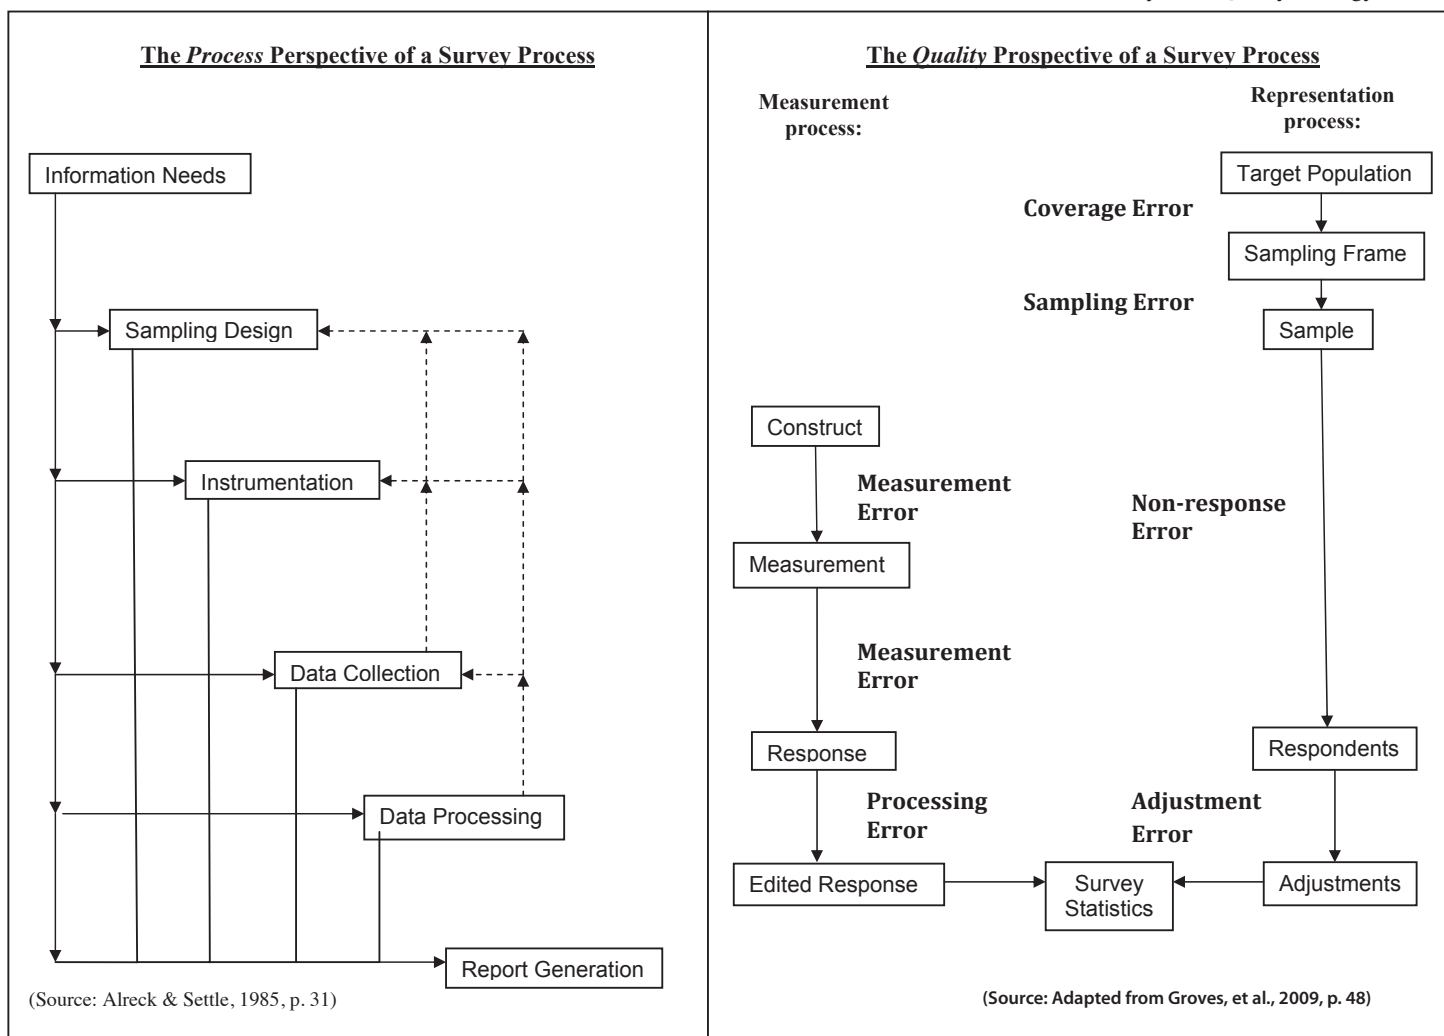 The Process Perspective of a Survey Process
Information Needs
Sampling Design
Instrumentation
Data Collection
Data Processing
Report Generation
(Source: Alreck & Settle, 1985, p. 31)
The Quality Prospective of a Survey Process
Measurement
process:
Representation
process:
Target Population
Coverage Error
Sampling Frame
Sampling Error
Sample
Construct
Measurement
Error
Non-response
Error
Measurement
Measurement
Error
Response
Respondents
Processing
Error
Adjustment
Error
Edited Response
Survey
Statistics
Adjustments
(Source: Adapted from Groves, et al., 2009, p. 48)